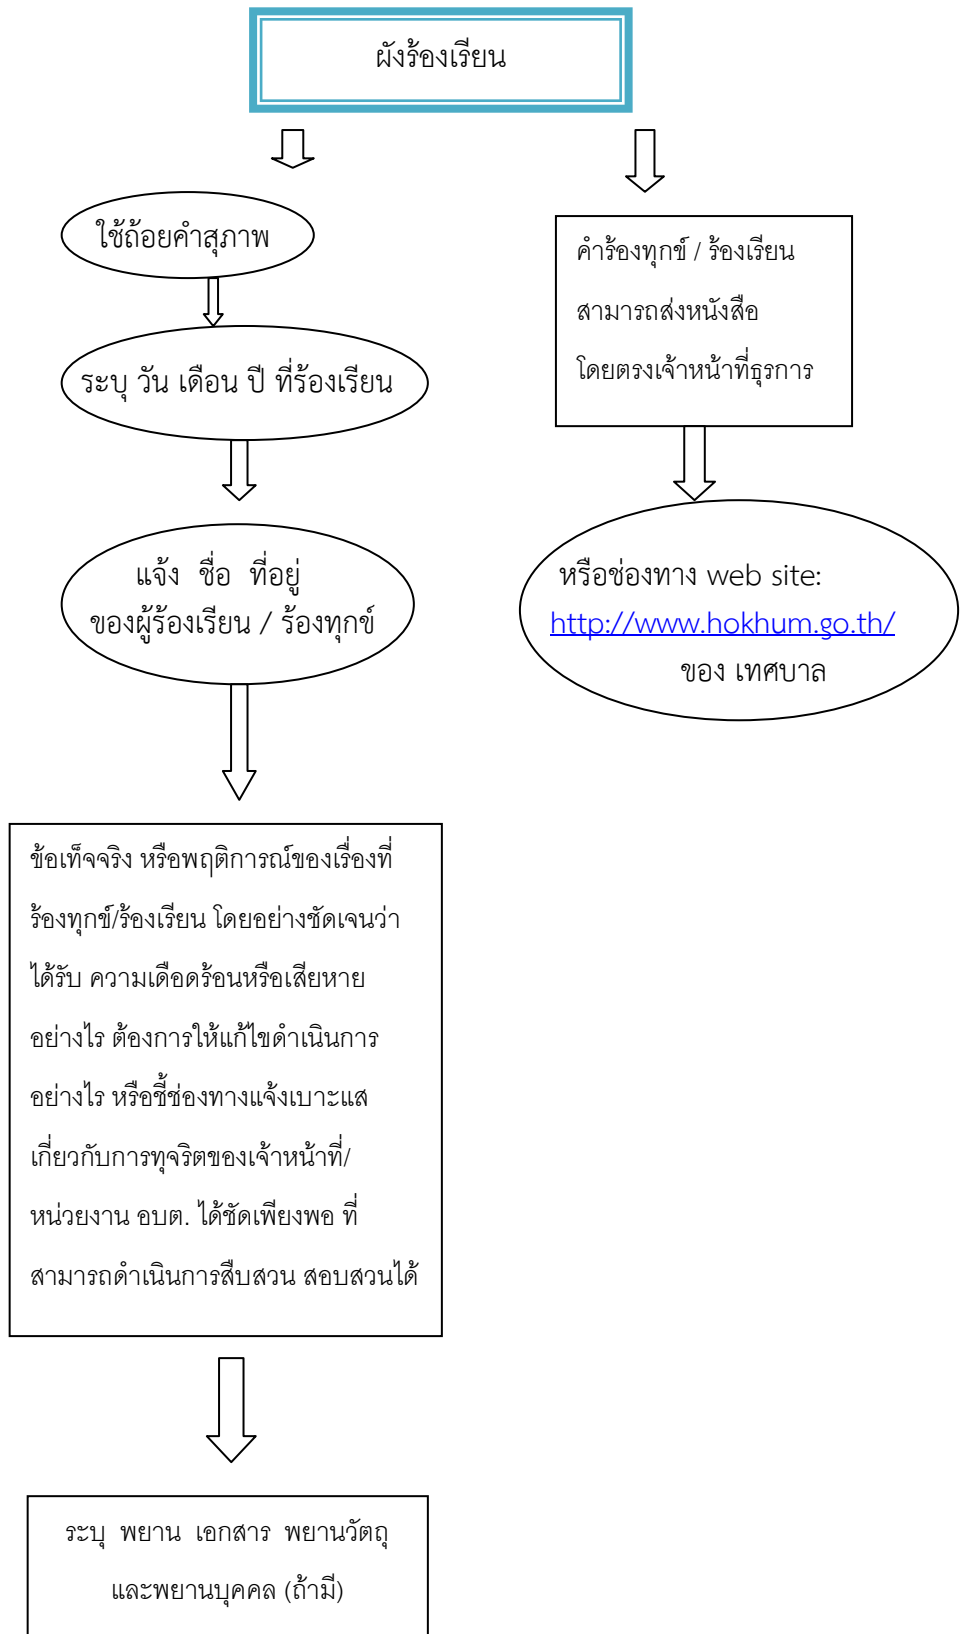 ผังร้องเรียน
ใช้ถ้อยคำสุภาพ
ระบุ วัน เดือน ปี ที่ร้องเรียน
แจ้ง ชื่อ ที่อยู่
ของผู้ร้องเรียน / ร้องทุกข์
ข้อเท็จจริง หรือพฤติการณ์ของเรื่องที่
ร้องทุกข์/ร้องเรียน โดยอย่างชัดเจนว่า
ได้รับ ความเดือดร้อนหรือเสียหาย
อย่างไร ต้องการให้แก้ไขดำเนินการ
อย่างไร หรือชี้ช่องทางแจ้งเบาะแส
เกี่ยวกับการทุจริตของเจ้าหน้าที่/
หน่วยงาน อบต. ได้ชัดเพียงพอ ที่
สามารถดำเนินการสืบสวน สอบสวนได้
ระบุ พยาน เอกสาร พยานวัตถุ
และพยานบุคคล (ถ้ามี)
คำร้องทุกข์ / ร้องเรียน
สามารถส่งหนังสือ
โดยตรงเจ้าหน้าที่ธุรการ
หรือช่องทาง web site:
http://www.hokhum.go.th/
ของ เทศบาล